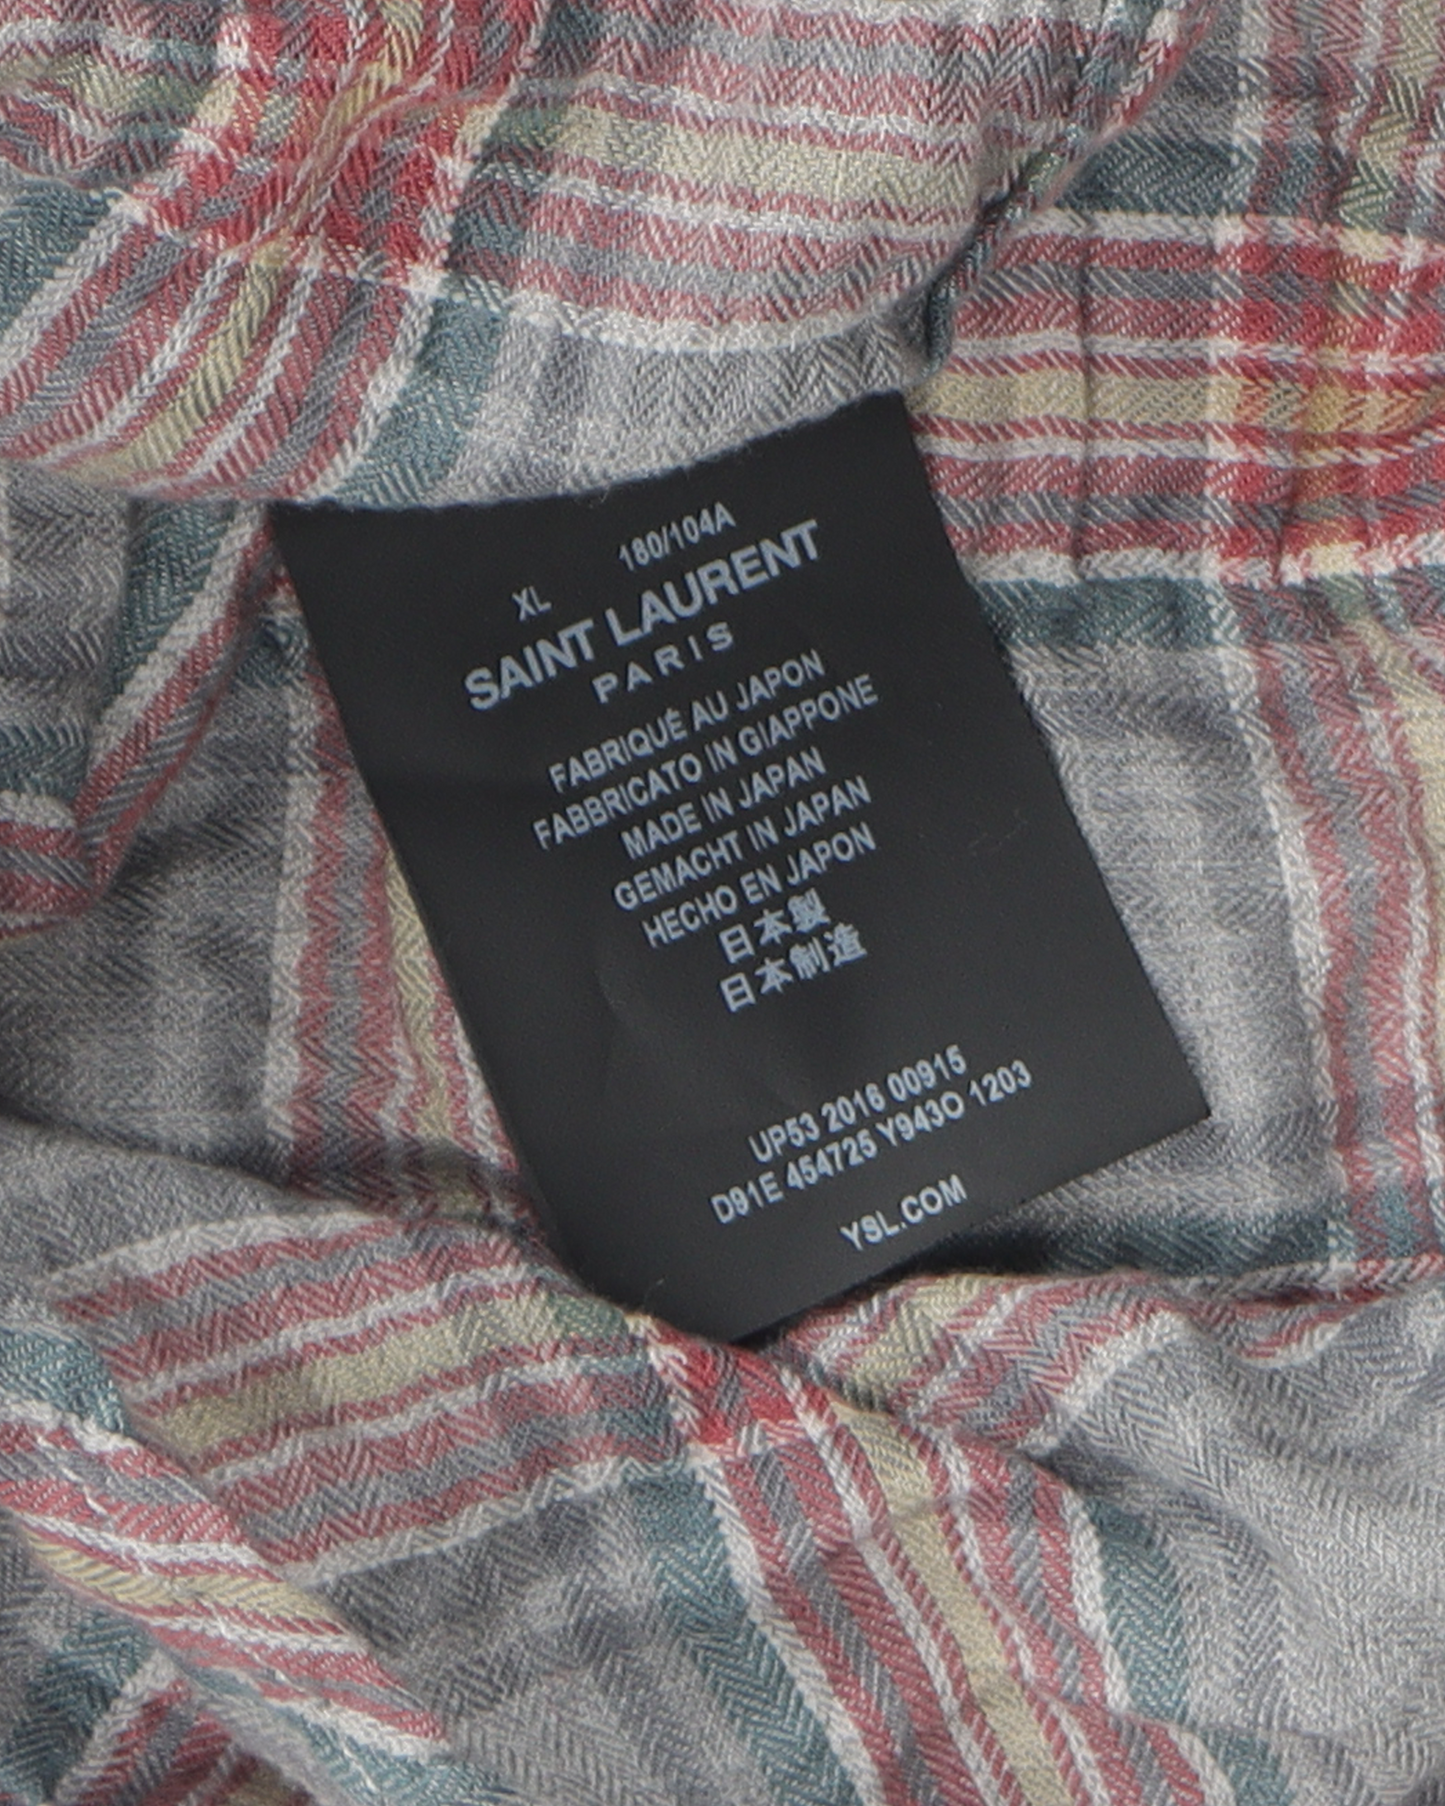 XL 180/104A
SAINT LAURENT
PARIS
FABRIQUÉ AU JAPON
FABBRICATO IN GIAPPONE
MADE IN JAPAN
GEMACHT IN JAPAN
HECHO EN JAPON
日本製
日本制造
UP53 2016 00915
D91E 454725 Y943O 1203
YSL.COM